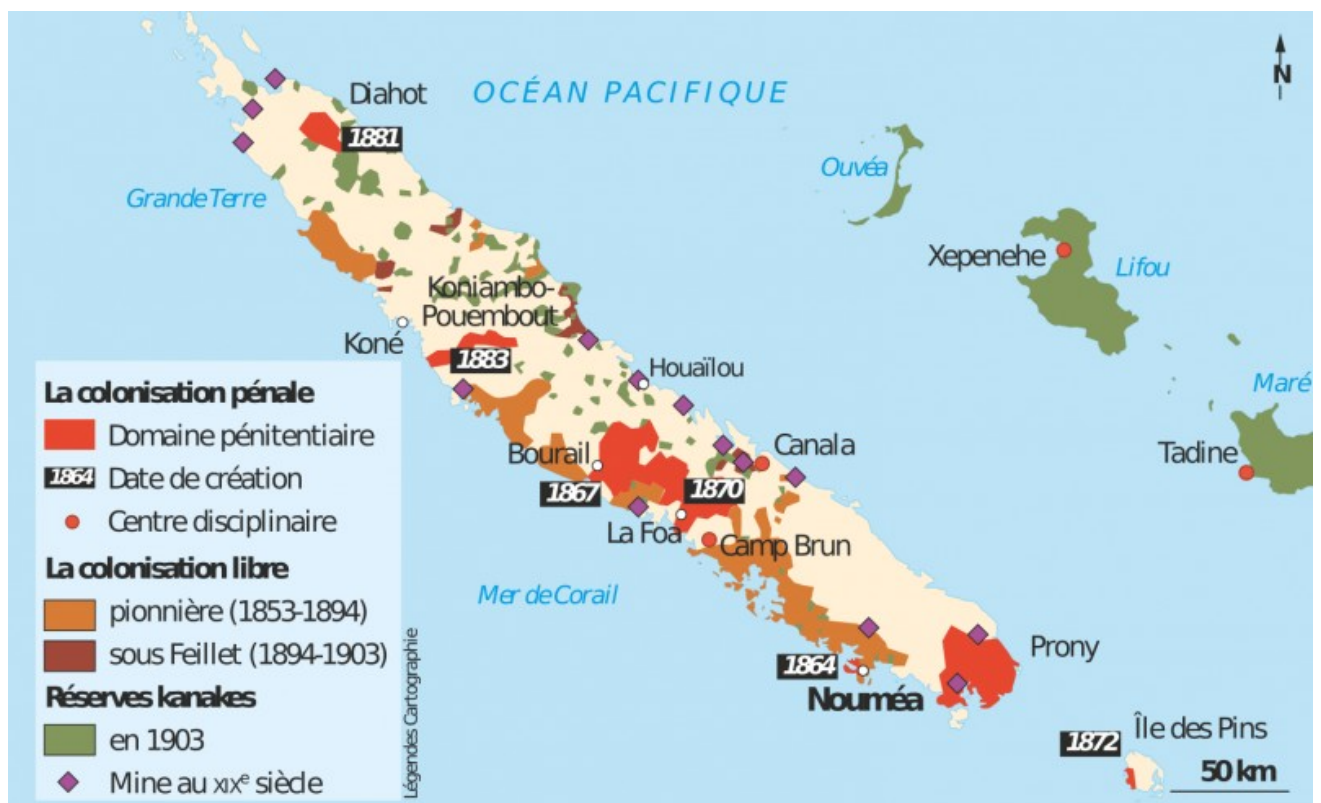 OCÉAN PACIFIQUE
N
Diahot
1881
Grande Terre
Ouvéa
Xepenehe
Lifou
Koniambo-
Pouembout
Koné
1883
Houaïlou
Maré
Tadine
Bourail
Canala
1867
1870
La Foa
Camp Brun
Mer de Corail
Prony
1864
Nouméa
Île des Pins
1872
50 km
La colonisation pénale
Domaine pénitentiaire
1864 Date de création
Centre disciplinaire
La colonisation libre
pionnière (1853-1894)
sous Feillet (1894-1903)
Réserves kanakes
en 1903
Mine au XIXe siècle
Légendes Cartographie